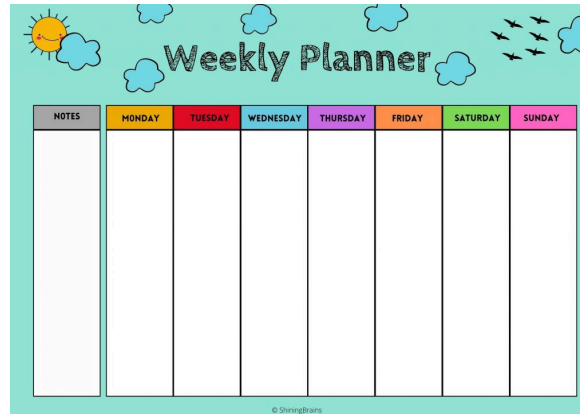 Weekly Planner
NOTES MONDAY TUESDAY WEDNESDAY THURSDAY FRIDAY SATURDAY SUNDAY
© ShiningBrains